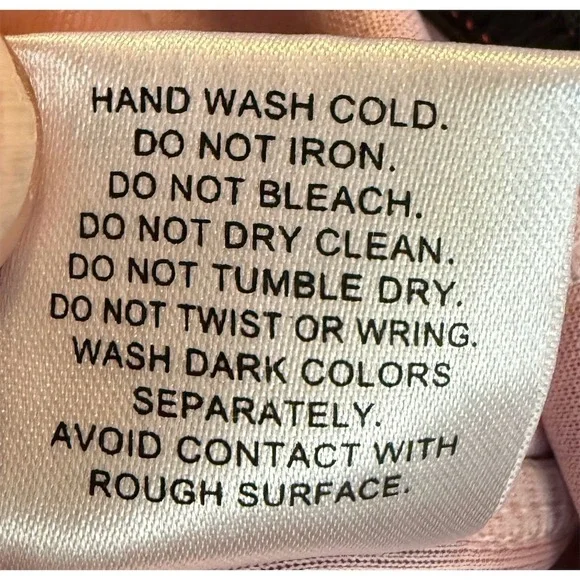 HAND WASH COLD.
DO NOT IRON.
DO NOT BLEACH.
DO NOT DRY CLEAN.
DO NOT TUMBLE DRY.
DO NOT TWIST OR WRING.
WASH DARK COLORS
SEPARATELY.
AVOID CONTACT WITH
ROUGH SURFACE.